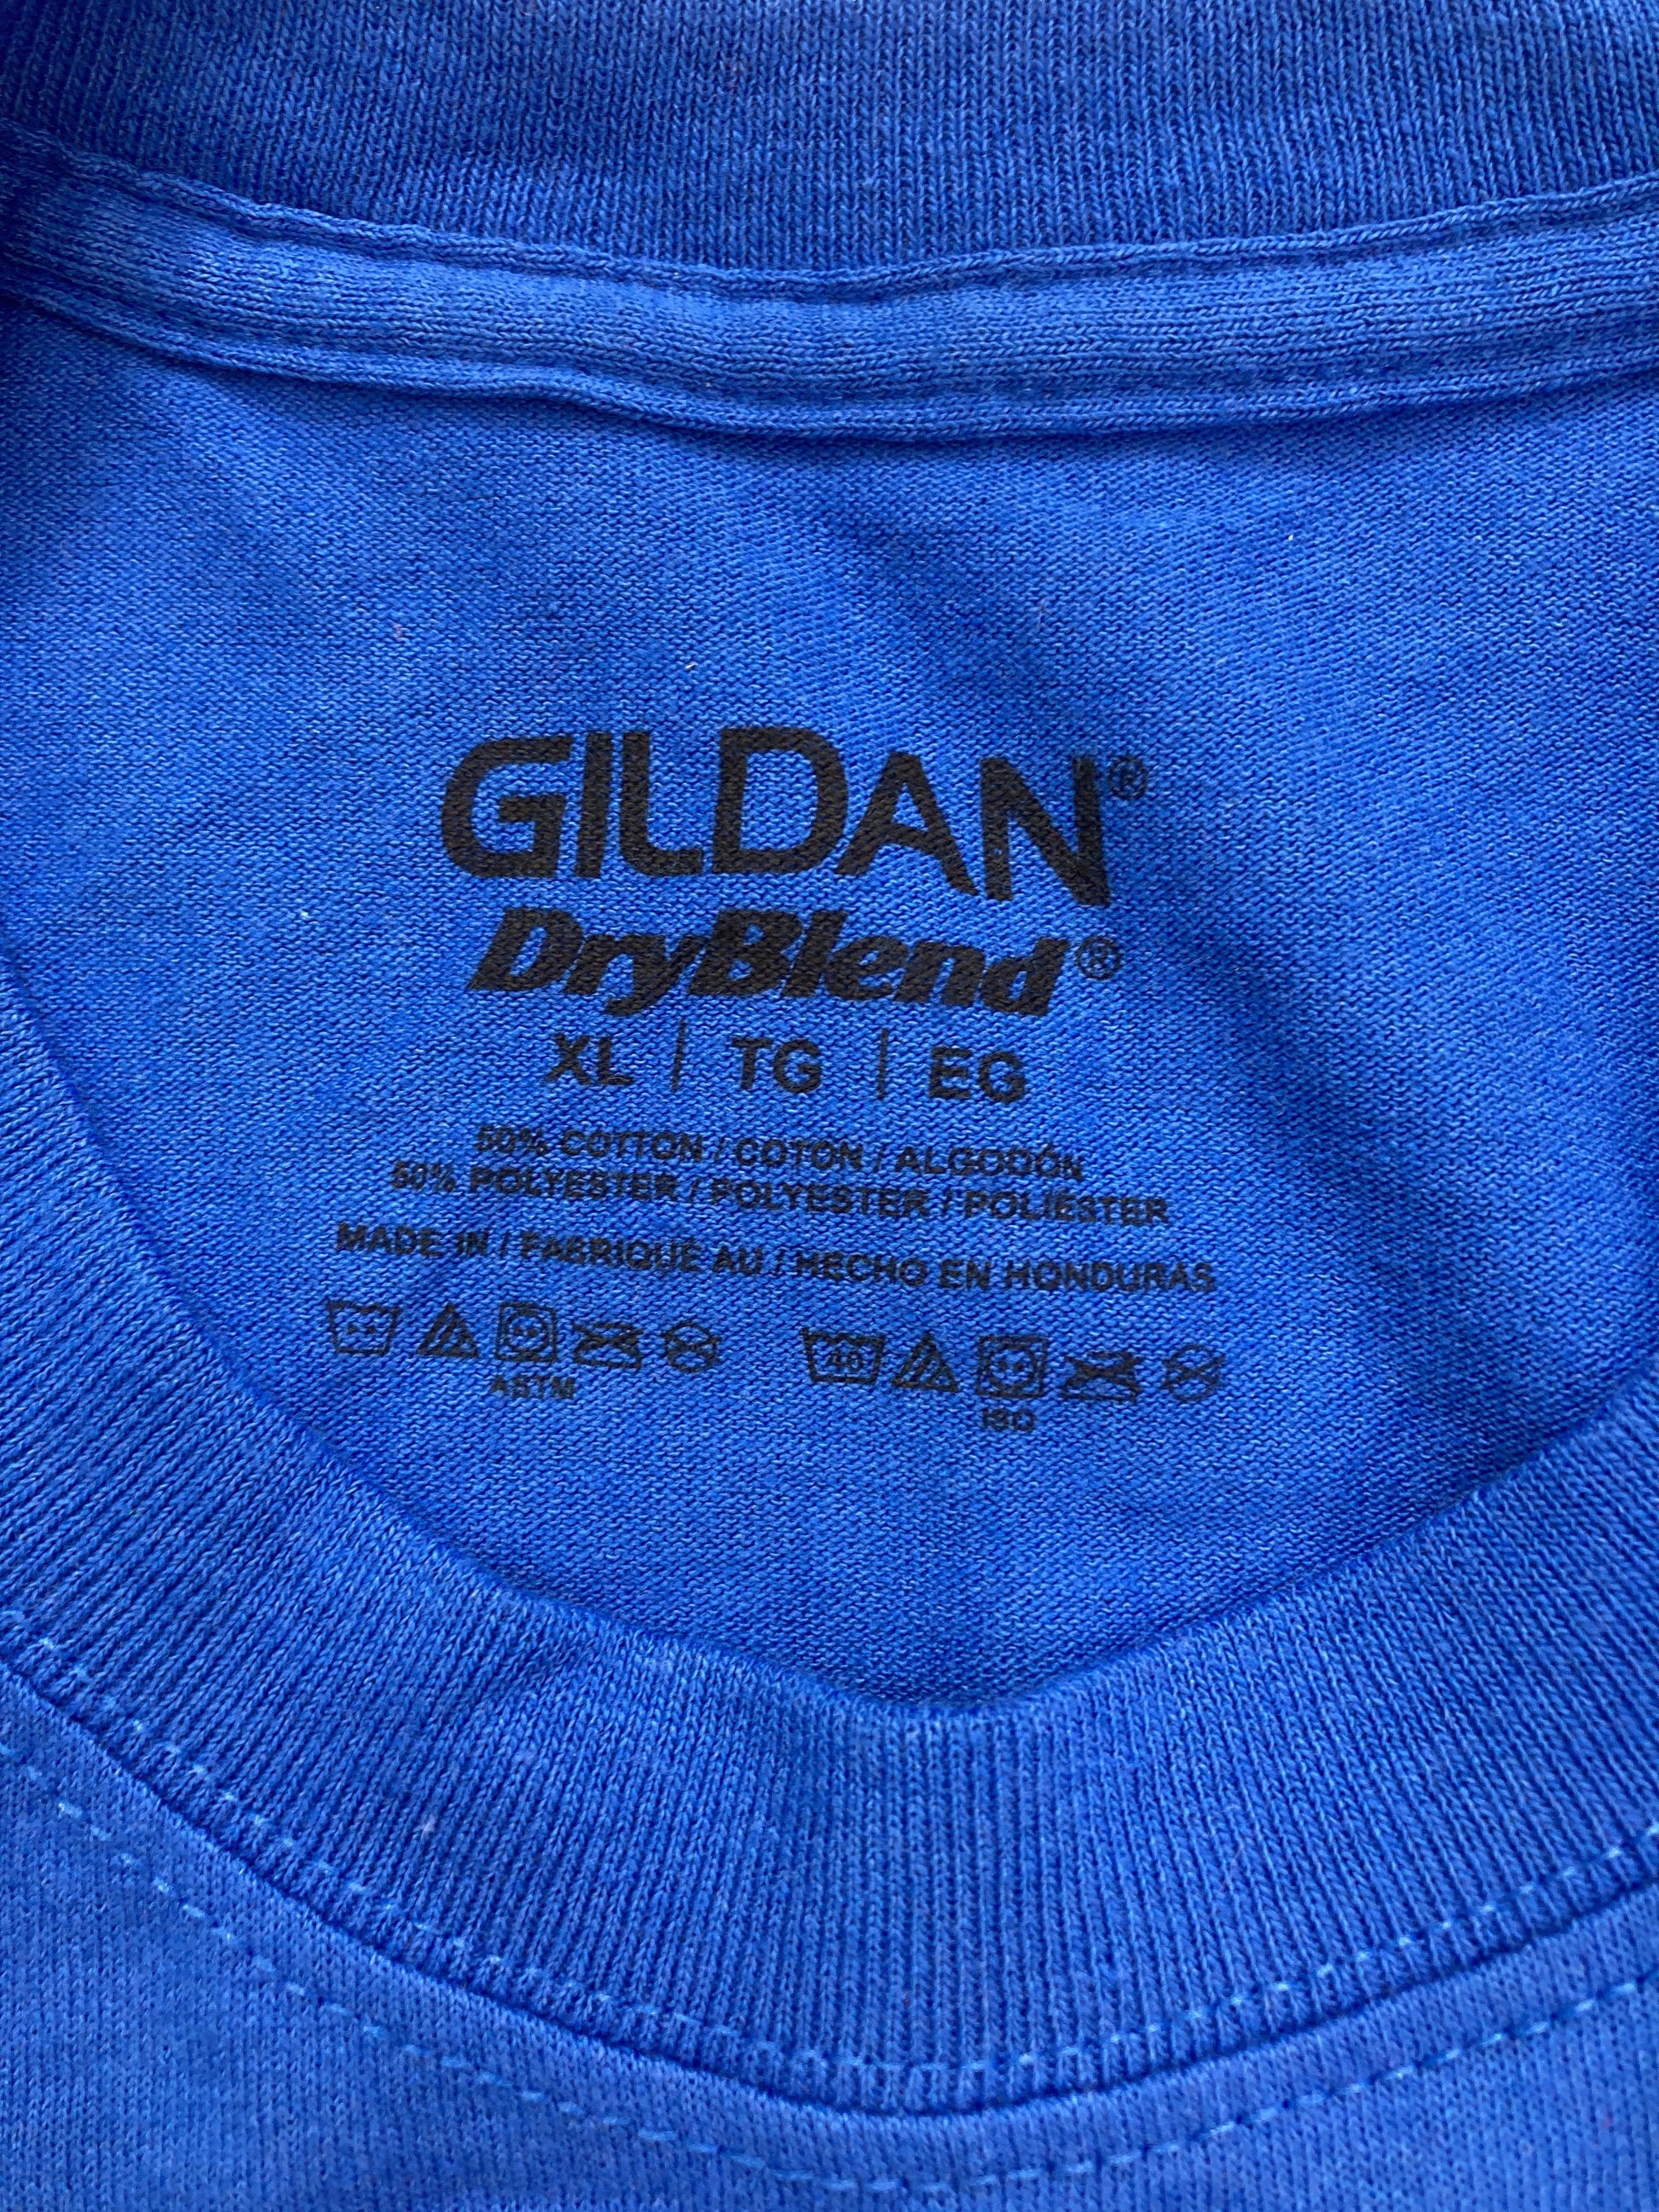 GILDAN®
DryBlend®
XL | TG | EG
50% COTTON / COTON / ALGODÓN
50% POLYESTER / POLYESTER / POLIÉSTER
MADE IN / FABRIQUÉ AU / HECHO EN HONDURAS
40
ASTM
ISO